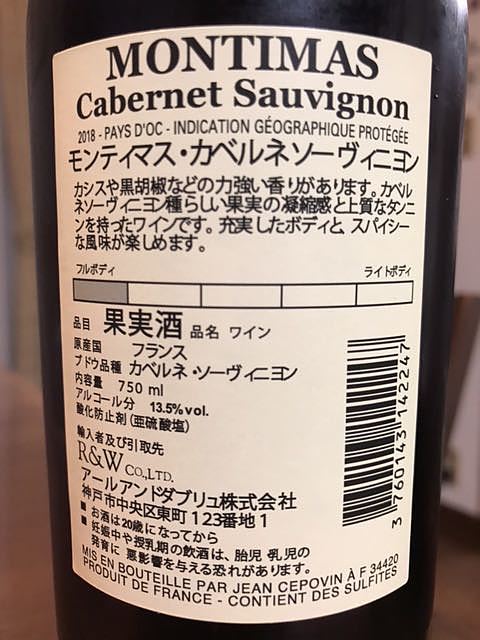 MONTIMAS
Cabernet Sauvignon
2018 - PAYS D'OC - INDICATION GÉOGRAPHIQUE PROTÉGÉE
モンティマス・カベルネソーヴィニヨン
カシスや黒胡椒などの力強い香りがあります。カベル
ネソーヴィニヨン種らしい果実の凝縮感と上質なタンニ
ンを持ったワインです。充実したボディと、スパイシー
な風味が楽しめます。
フルボディ ライトボディ
品目 果実酒 品名 ワイン
原産国 フランス
ブドウ品種 カベルネ・ソーヴィニヨン
内容量 750 ml
アルコール分 13.5% vol.
酸化防止剤(亜硫酸塩)
輸入者及び引取先
R&W CO.,LTD.
アールアンドダブリュ株式会社
神戸市中央区東町123番地1
■ お酒は20歳になってから
■ 妊娠中や授乳期の飲酒は、胎児・乳児の
発育に悪影響を与える恐れがあります。
MIS EN BOUTEILLE PAR JEAN CEPOVIN À F 34420
PRODUIT DE FRANCE - CONTIENT DES SULFITES
3 760143 142247